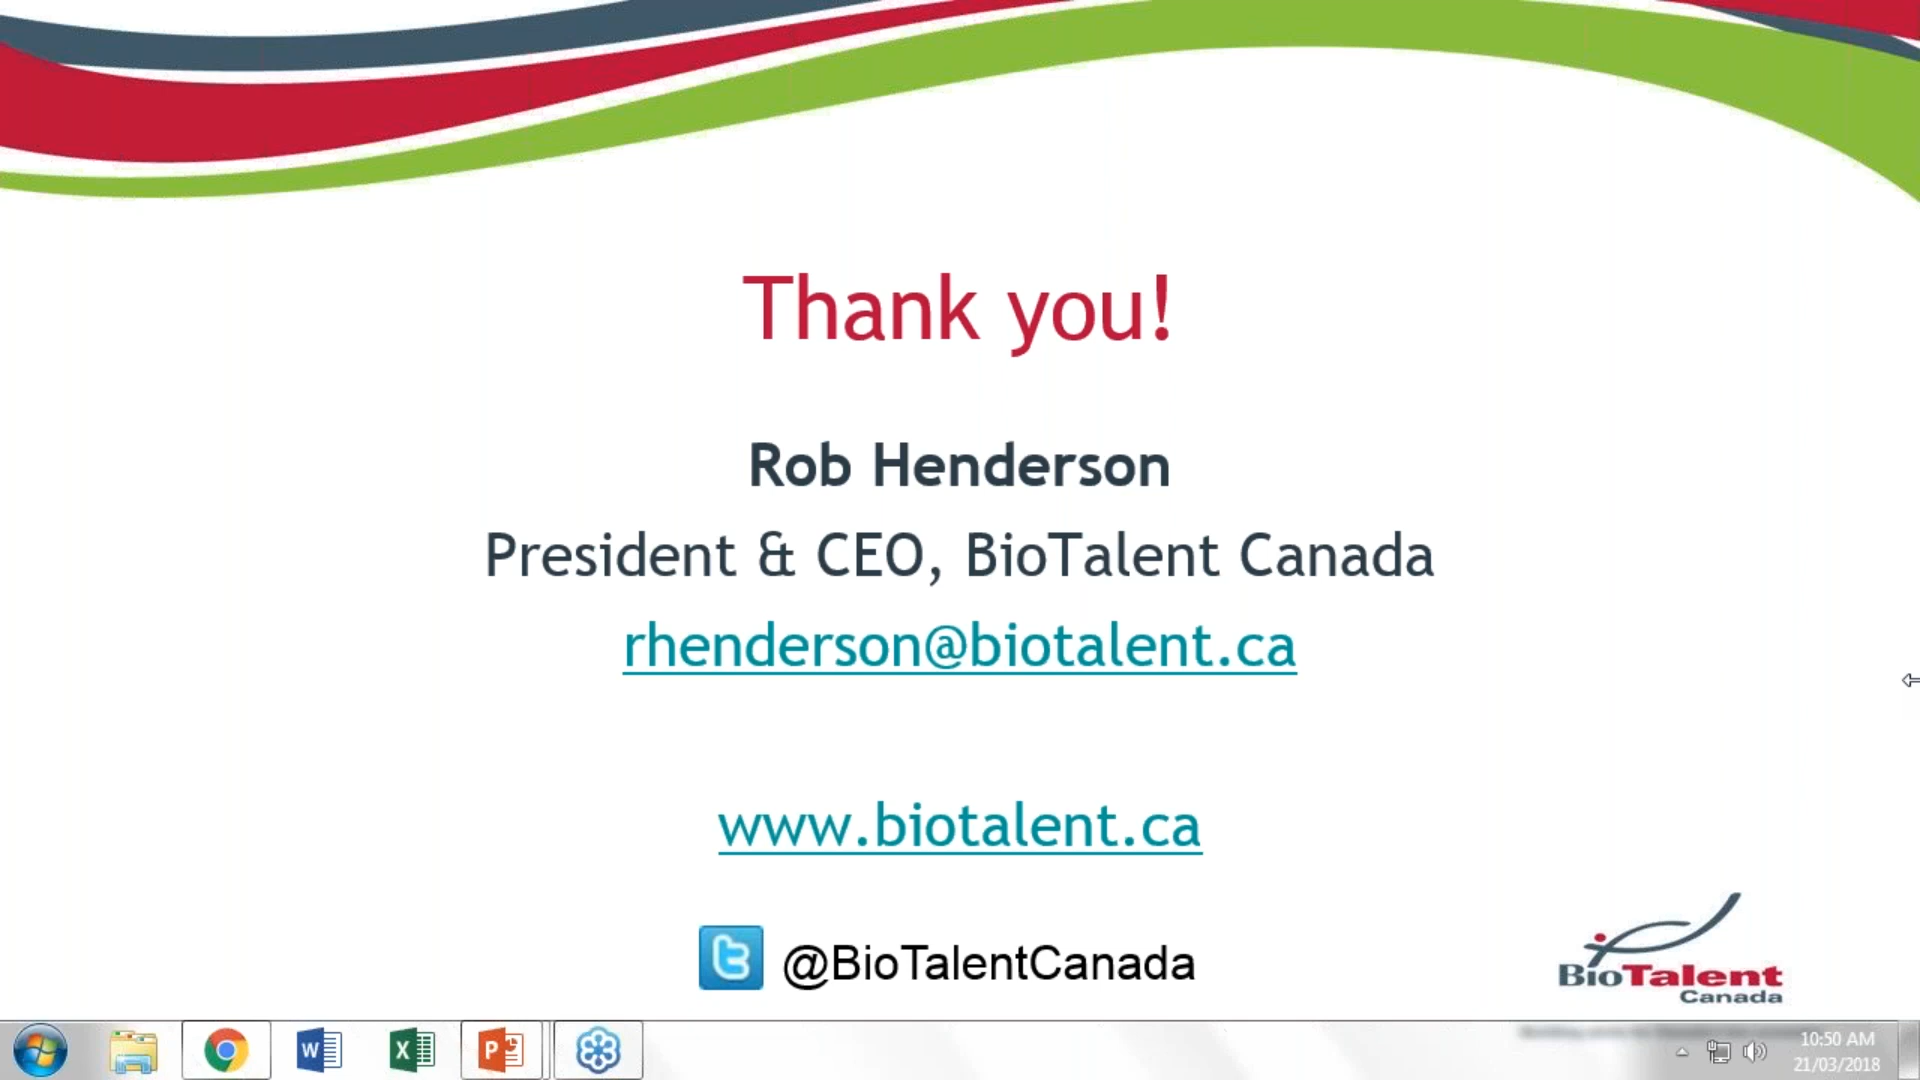 Thank you!
Rob Henderson
President & CEO, BioTalent Canada
rhenderson@biotalent.ca
www.biotalent.ca
@BioTalentCanada
BioTalent
Canada
10:50 AM
21/03/2018